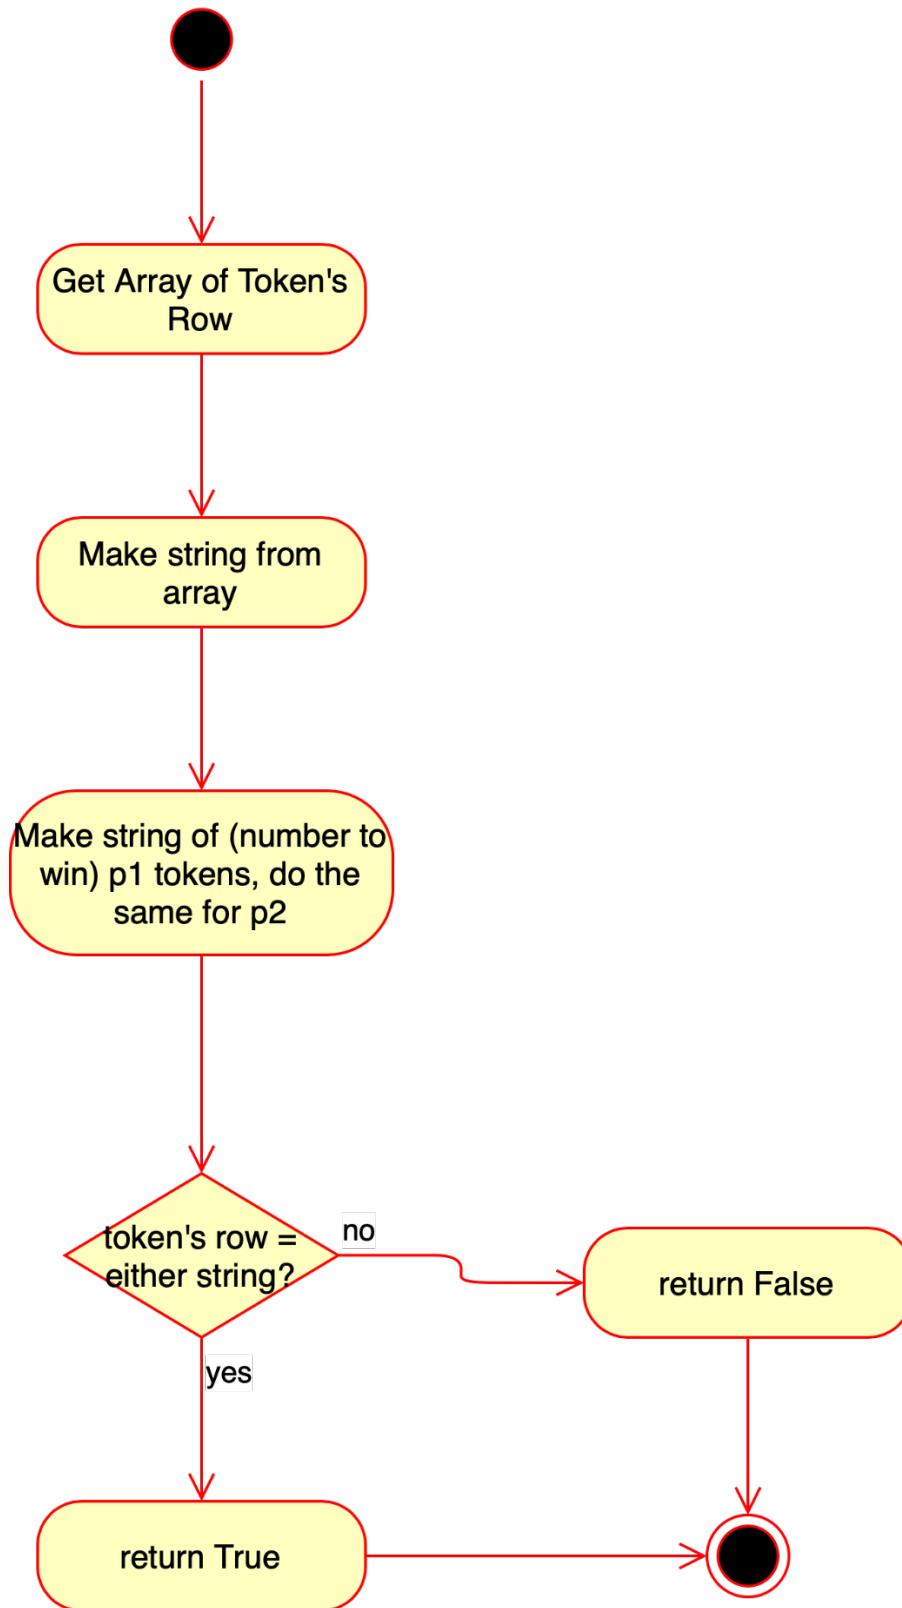 Get Array of Token's
Row
Make string from
array
Make string of (number to
win) p1 tokens, do the
same for p2
token's row =
either string?
no
return False
yes
return True